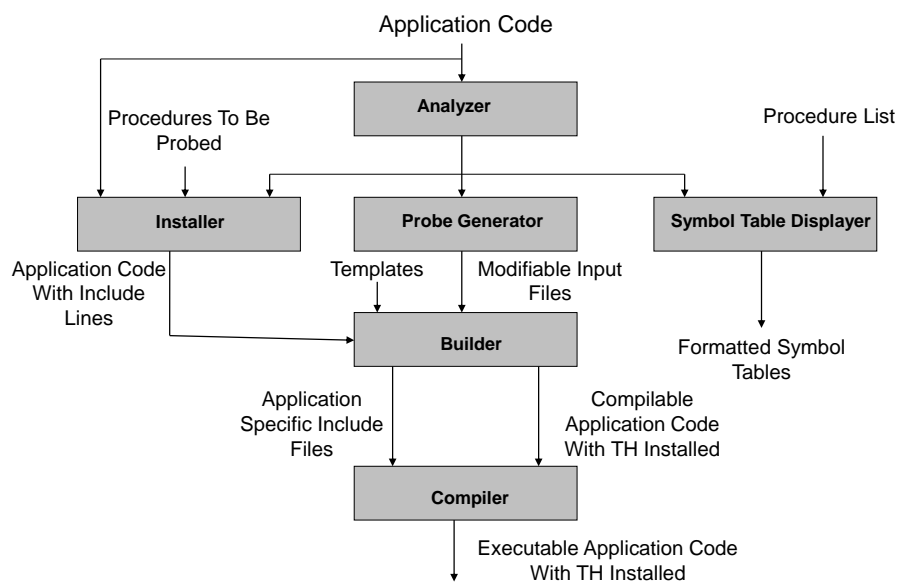 Application Code
Analyzer
Procedures To Be
Probed
Procedure List
Installer
Probe Generator
Symbol Table Displayer
Application Code
With Include
Lines
Templates
Modifiable Input
Files
Builder
Formatted Symbol
Tables
Application
Specific Include
Files
Compilable
Application Code
With TH Installed
Compiler
Executable Application Code
With TH Installed